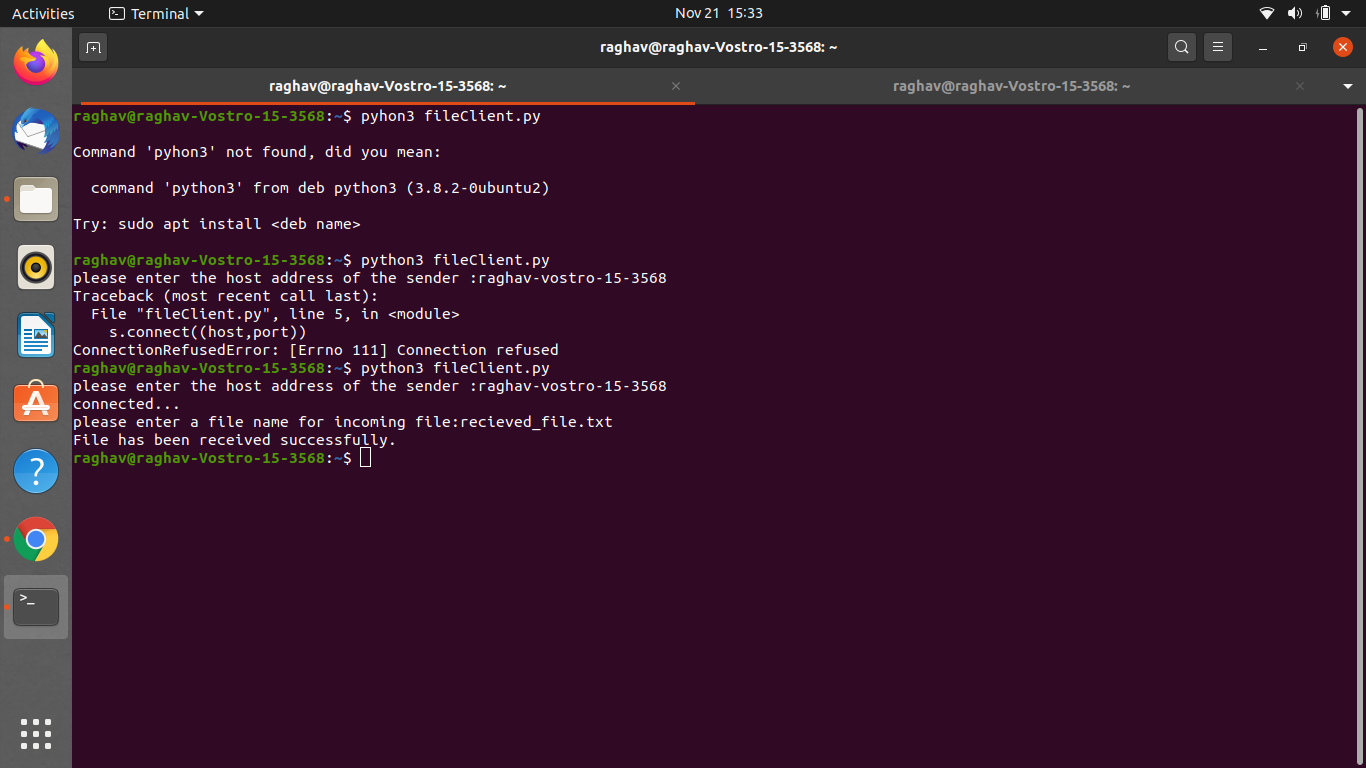 Activities
Terminal
Nov 21 15:33
raghav@raghav-Vostro-15-3568: ~
raghav@raghav-Vostro-15-3568: ~
raghav@raghav-Vostro-15-3568: ~
raghav@raghav-Vostro-15-3568:~$ pyhon3 fileClient.py
Command 'pyhon3' not found, did you mean:
command 'python3' from deb python3 (3.8.2-0ubuntu2)
Try: sudo apt install <deb name>
raghav@raghav-Vostro-15-3568:~$ python3 fileClient.py
please enter the host address of the sender :raghav-vostro-15-3568
Traceback (most recent call last):
File "fileClient.py", line 5, in <module>
s.connect((host,port))
ConnectionRefusedError: [Errno 111] Connection refused
raghav@raghav-Vostro-15-3568:~$ python3 fileClient.py
please enter the host address of the sender :raghav-vostro-15-3568
connected...
please enter a file name for incoming file:recieved_file.txt
File has been received successfully.
raghav@raghav-Vostro-15-3568:~$